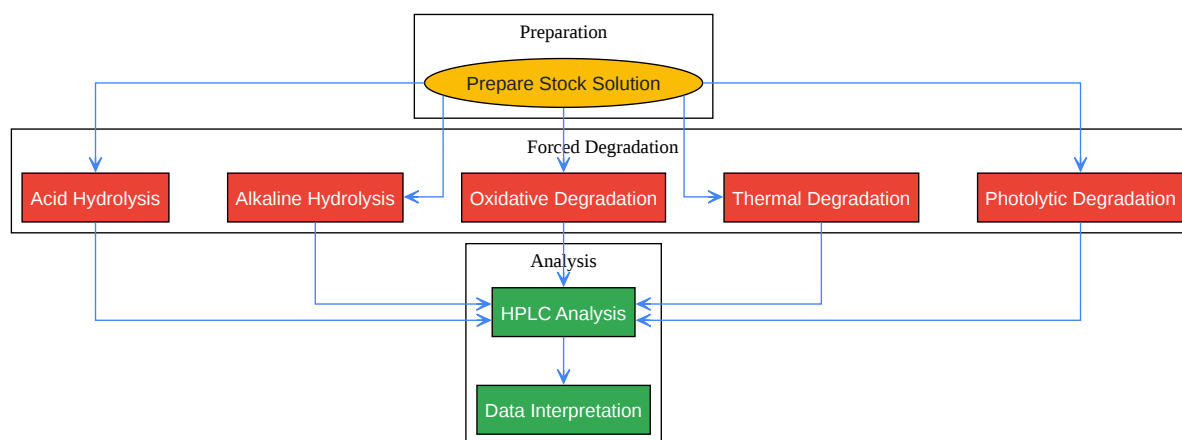 Preparation
Prepare Stock Solution
Forced Degradation
Acid Hydrolysis
Alkaline Hydrolysis
Oxidative Degradation
Thermal Degradation
Photolytic Degradation
Analysis
HPLC Analysis
Data Interpretation